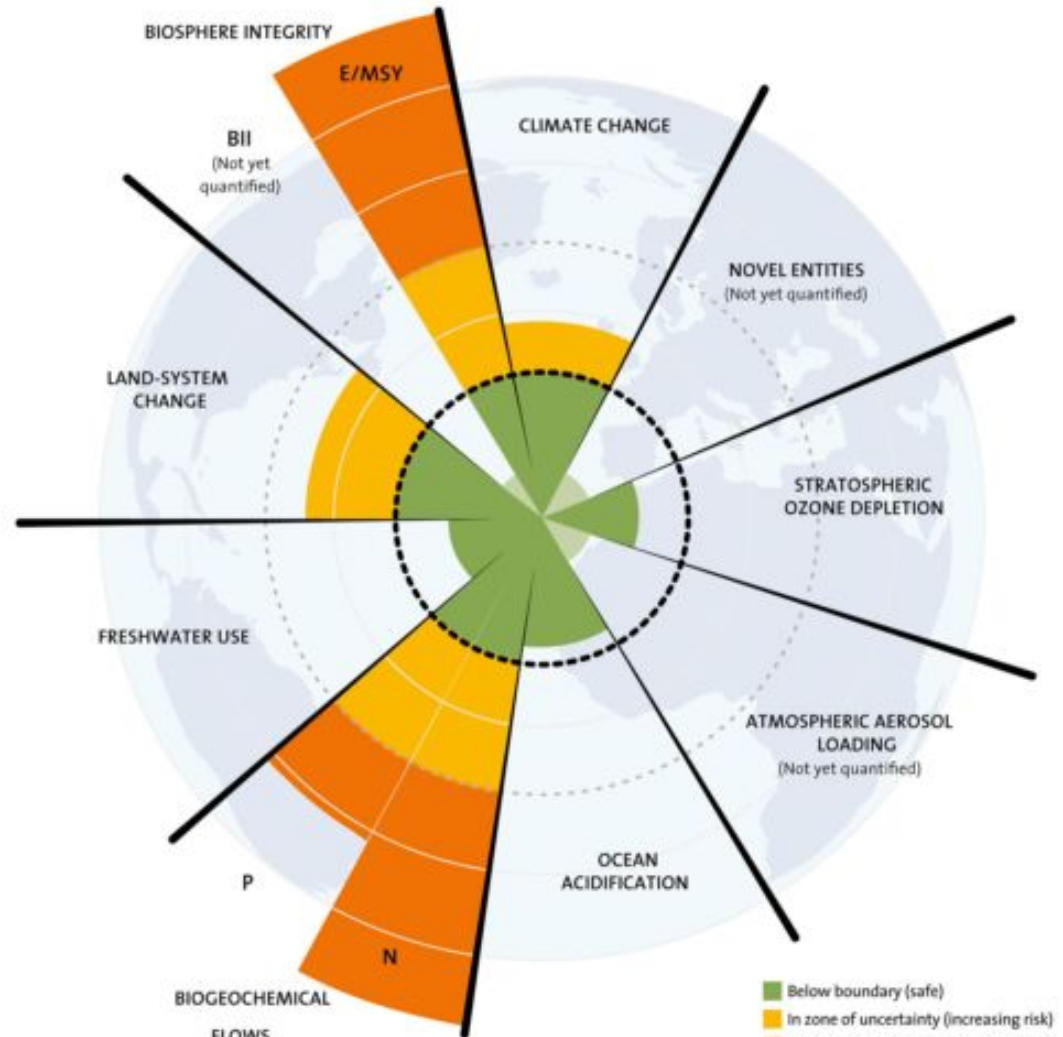 BIOSPHERE INTEGRITY
E/MSY
BII
(Not yet
quantified)
CLIMATE CHANGE
NOVEL ENTITIES
(Not yet quantified)
LAND-SYSTEM
CHANGE
STRATOSPHERIC
OZONE DEPLETION
FRESHWATER USE
ATMOSPHERIC AEROSOL
LOADING
(Not yet quantified)
OCEAN
ACIDIFICATION
P
N
BIOGEOCHEMICAL
FLOWS
Below boundary (safe)
In zone of uncertainty (increasing risk)